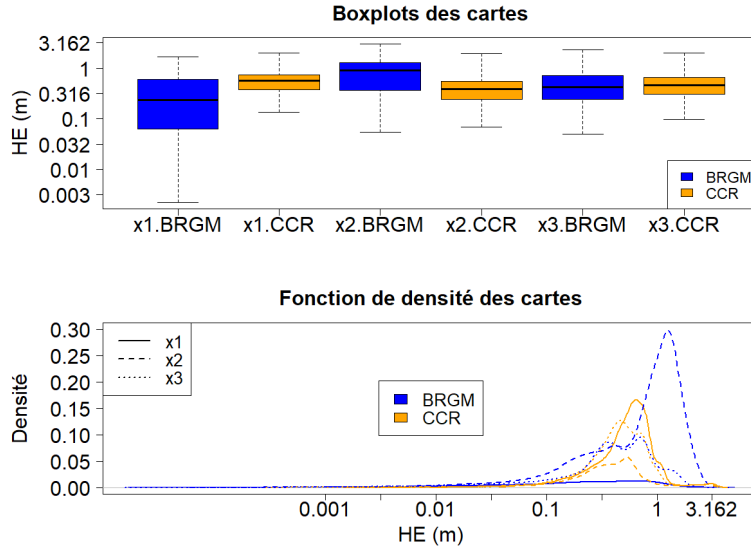 Boxplots des cartes
HE (m)
3.162
1
0.316
0.1
0.032
0.01
0.003
BRGM
CCR
x1.BRGM x1.CCR x2.BRGM x2.CCR x3.BRGM x3.CCR
Fonction de densité des cartes
Densité
0.30
0.25
0.20
0.15
0.10
0.05
0.00
x1
x2
x3
BRGM
CCR
0.001 0.01 0.1 1 3.162
HE (m)